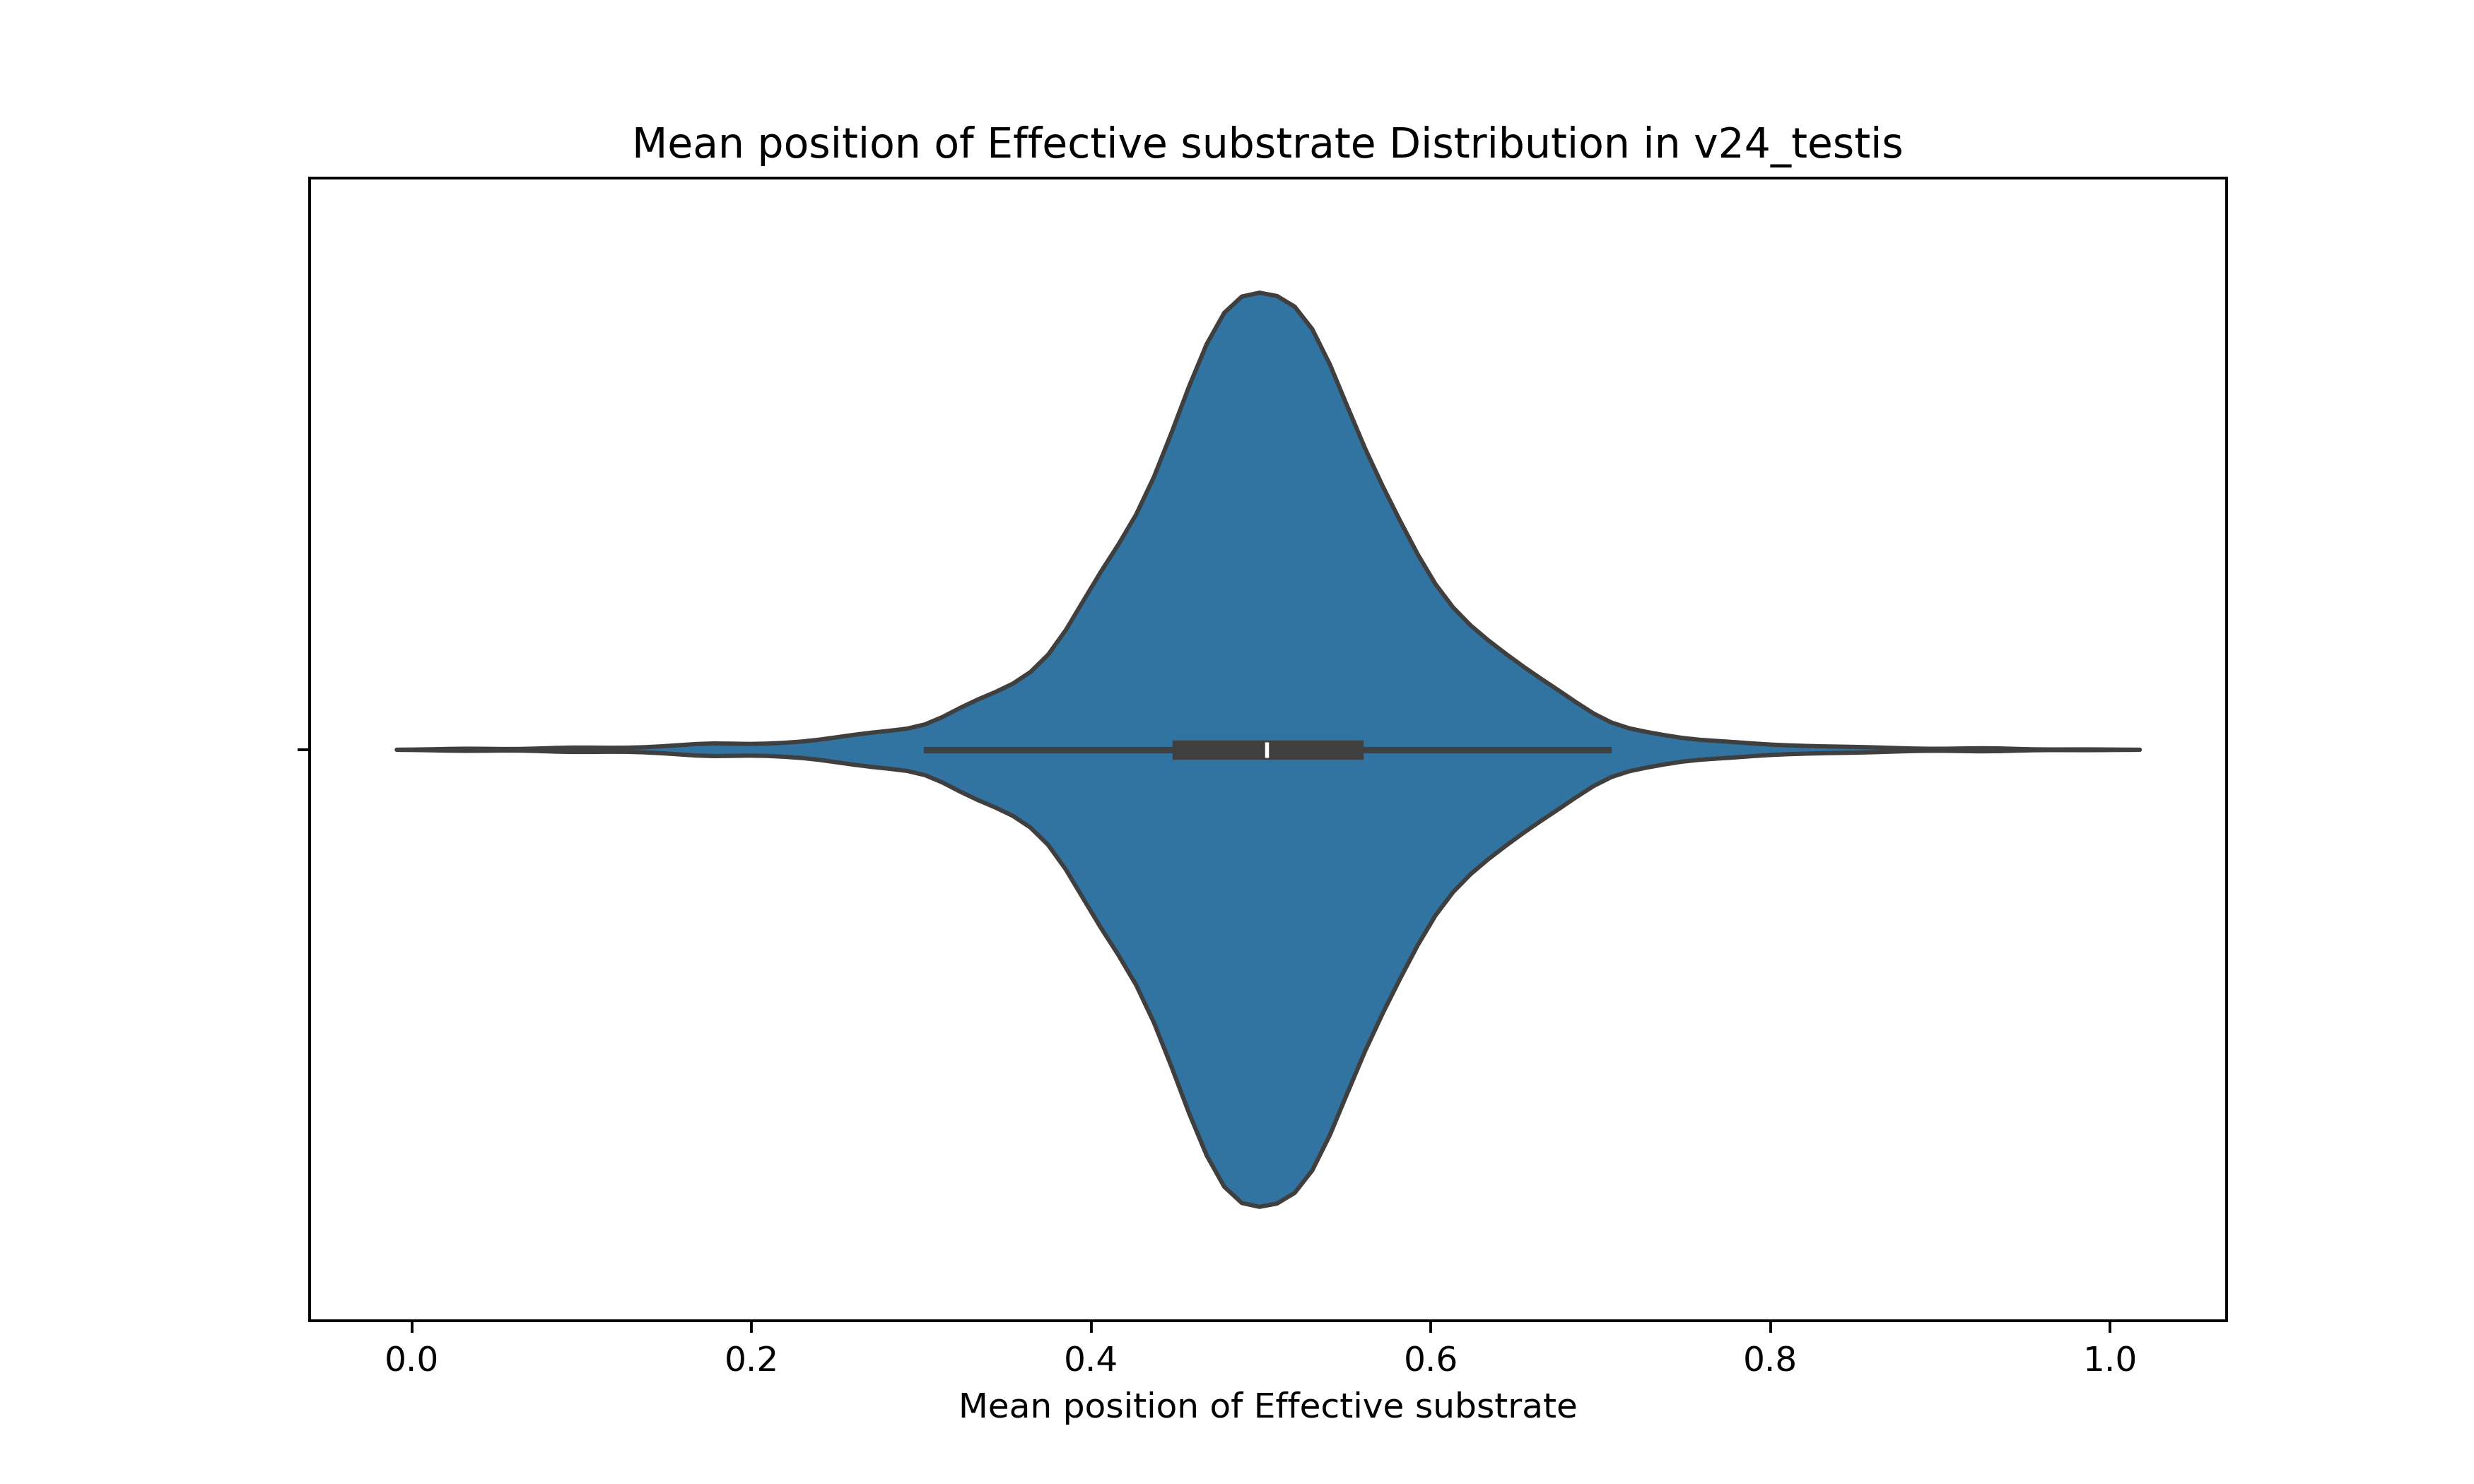 Mean position of Effective substrate Distribution in v24_testis
0.0 0.2 0.4 0.6 0.8 1.0
Mean position of Effective substrate